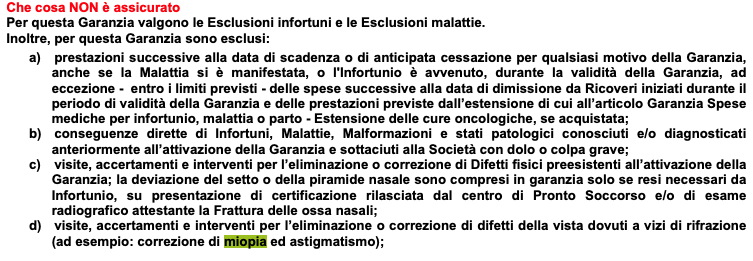 Che cosa NON è assicurato
Per questa Garanzia valgono le Esclusioni infortuni e le Esclusioni malattie.
Inoltre, per questa Garanzia sono esclusi:
a) prestazioni successive alla data di scadenza o di anticipata cessazione per qualsiasi motivo della Garanzia,
anche se la Malattia si è manifestata, o l'Infortunio è avvenuto, durante la validità della Garanzia, ad
eccezione - entro i limiti previsti - delle spese successive alla data di dimissione da Ricoveri iniziati durante il
periodo di validità della Garanzia e delle prestazioni previste dall'estensione di cui all'articolo Garanzia Spese
mediche per infortunio, malattia o parto - Estensione delle cure oncologiche, se acquistata;
b) conseguenze dirette di Infortuni, Malattie, Malformazioni e stati patologici conosciuti e/o diagnosticati
anteriormente all'attivazione della Garanzia e sottaciuti alla Società con dolo o colpa grave;
c) visite, accertamenti e interventi per l'eliminazione o correzione di Difetti fisici preesistenti all'attivazione della
Garanzia; la deviazione del setto o della piramide nasale sono compresi in garanzia solo se resi necessari da
Infortunio, su presentazione di certificazione rilasciata dal centro di Pronto Soccorso e/o di esame
radiografico attestante la Frattura delle ossa nasali;
d) visite, accertamenti e interventi per l'eliminazione o correzione di difetti della vista dovuti a vizi di rifrazione
(ad esempio: correzione di miopia ed astigmatismo);